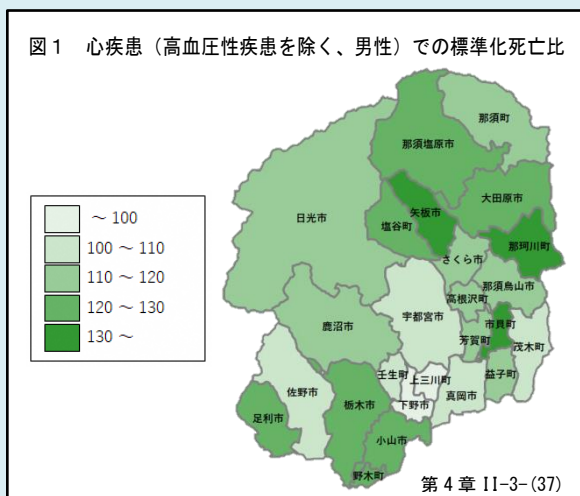 図1 心疾患（高血圧性疾患を除く、男性）での標準化死亡比
～100
100～110
110～120
120～130
130～
那須町
那須塩原市
大田原市
矢板市
塩谷町
日光市
那珂川町
さくら市
那須烏山市
高根沢町
宇都宮市
市貝町
鹿沼市
芳賀町
茂木町
壬生町
上三川町
益子町
佐野市
真岡市
下野市
栃木市
足利市
小山市
野木町
第4章 II-3-(37)